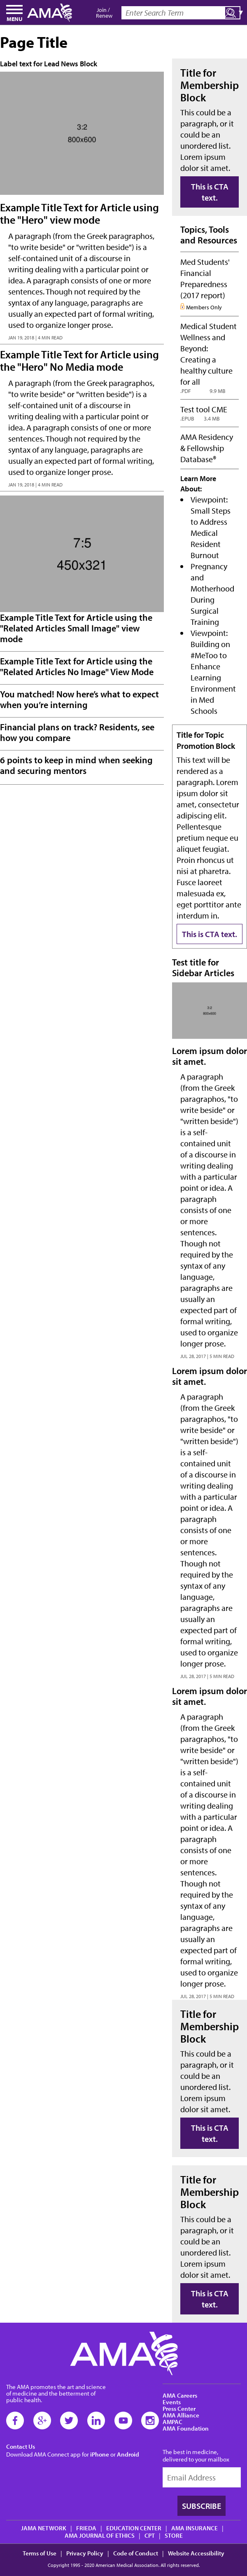 MENU
AMA
Join /
Renew
Enter Search Term
Page Title
Label text for Lead News Block
3:2
800x600
Example Title Text for Article using
the "Hero" view mode
A paragraph (from the Greek paragraphos,
"to write beside" or "written beside") is a
self-contained unit of a discourse in
writing dealing with a particular point or
idea. A paragraph consists of one or more
sentences. Though not required by the
syntax of any language, paragraphs are
usually an expected part of formal writing,
used to organize longer prose.
JAN 19, 2018 | 4 MIN READ
Example Title Text for Article using
the "Hero" No Media mode
A paragraph (from the Greek paragraphos,
"to write beside" or "written beside") is a
self-contained unit of a discourse in
writing dealing with a particular point or
idea. A paragraph consists of one or more
sentences. Though not required by the
syntax of any language, paragraphs are
usually an expected part of formal writing,
used to organize longer prose.
JAN 19, 2018 | 4 MIN READ
7:5
450x321
Example Title Text for Article using the
"Related Articles Small Image" view
mode
Example Title Text for Article using the
"Related Articles No Image" View Mode
You matched! Now here’s what to expect
when you’re interning
Financial plans on track? Residents, see
how you compare
6 points to keep in mind when seeking
and securing mentors
Title for
Membership
Block
This could be a
paragraph, or it
could be an
unordered list.
Lorem ipsum
dolor sit amet.
This is CTA
text.
Topics, Tools
and Resources
Med Students'
Financial
Preparedness
(2017 report)
Members Only
Medical Student
Wellness and
Beyond:
Creating a
healthy culture
for all
.PDF 9.9 MB
Test tool CME
.EPUB 3.4 MB
AMA Residency
& Fellowship
Database®
Learn More
About:
Viewpoint:
Small Steps
to Address
Medical
Resident
Burnout
Pregnancy
and
Motherhood
During
Surgical
Training
Viewpoint:
Building on
#MeToo to
Enhance
Learning
Environment
in Med
Schools
Title for Topic
Promotion Block
This text will be
rendered as a
paragraph. Lorem
ipsum dolor sit
amet, consectetur
adipiscing elit.
Pellentesque
pretium neque eu
aliquet feugiat.
Proin rhoncus ut
nisi at pharetra.
Fusce laoreet
malesuada ex,
eget porttitor ante
interdum in.
This is CTA text.
Test title for
Sidebar Articles
3:2
800x600
Lorem ipsum dolor
sit amet.
A paragraph
(from the Greek
paragraphos, "to
write beside" or
"written beside")
is a self-
contained unit
of a discourse in
writing dealing
with a particular
point or idea. A
paragraph
consists of one
or more
sentences.
Though not
required by the
syntax of any
language,
paragraphs are
usually an
expected part of
formal writing,
used to organize
longer prose.
JUL 28, 2017 | 5 MIN READ
Lorem ipsum dolor
sit amet.
A paragraph
(from the Greek
paragraphos, "to
write beside" or
"written beside")
is a self-
contained unit
of a discourse in
writing dealing
with a particular
point or idea. A
paragraph
consists of one
or more
sentences.
Though not
required by the
syntax of any
language,
paragraphs are
usually an
expected part of
formal writing,
used to organize
longer prose.
JUL 28, 2017 | 5 MIN READ
Lorem ipsum dolor
sit amet.
A paragraph
(from the Greek
paragraphos, "to
write beside" or
"written beside")
is a self-
contained unit
of a discourse in
writing dealing
with a particular
point or idea. A
paragraph
consists of one
or more
sentences.
Though not
required by the
syntax of any
language,
paragraphs are
usually an
expected part of
formal writing,
used to organize
longer prose.
JUL 28, 2017 | 5 MIN READ
Title for
Membership
Block
This could be a
paragraph, or it
could be an
unordered list.
Lorem ipsum
dolor sit amet.
This is CTA
text.
Title for
Membership
Block
This could be a
paragraph, or it
could be an
unordered list.
Lorem ipsum
dolor sit amet.
This is CTA
text.
AMA
The AMA promotes the art and science
of medicine and the betterment of
public health.
Contact Us
Download AMA Connect app for iPhone or Android
AMA Careers
Events
Press Center
AMA Alliance
AMPAC
AMA Foundation
The best in medicine,
delivered to your mailbox
Email Address
SUBSCRIBE
JAMA NETWORK | FREIDA | EDUCATION CENTER | AMA INSURANCE |
AMA JOURNAL OF ETHICS | CPT | STORE
Terms of Use | Privacy Policy | Code of Conduct | Website Accessibility
Copyright 1995 - 2020 American Medical Association. All rights reserved.